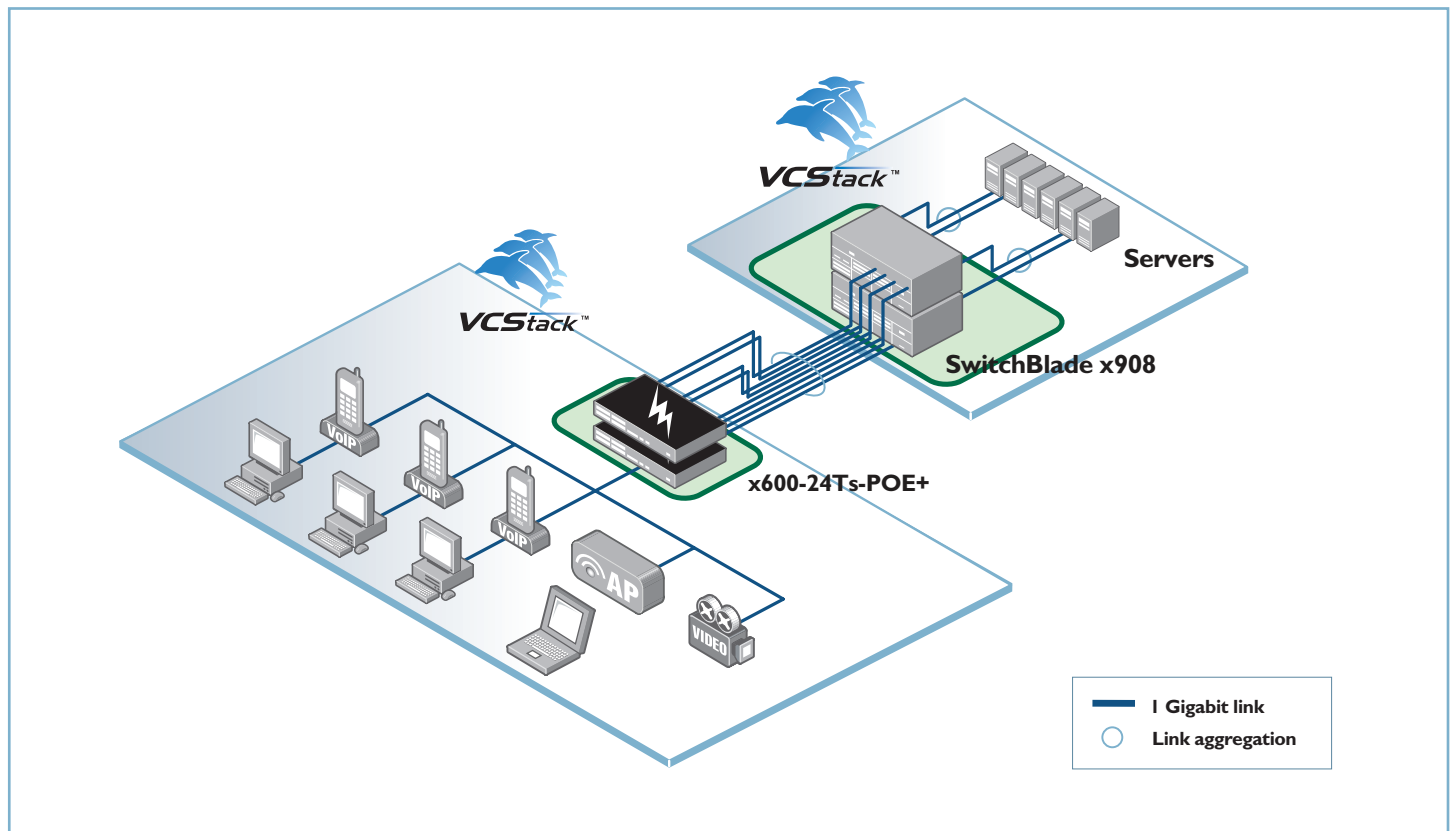 VCStack™
Servers
SwitchBlade x908
VCStack™
x600-24Ts-POE+
VoIP
VoIP
VoIP
AP
VIDEO
1 Gigabit link
Link aggregation